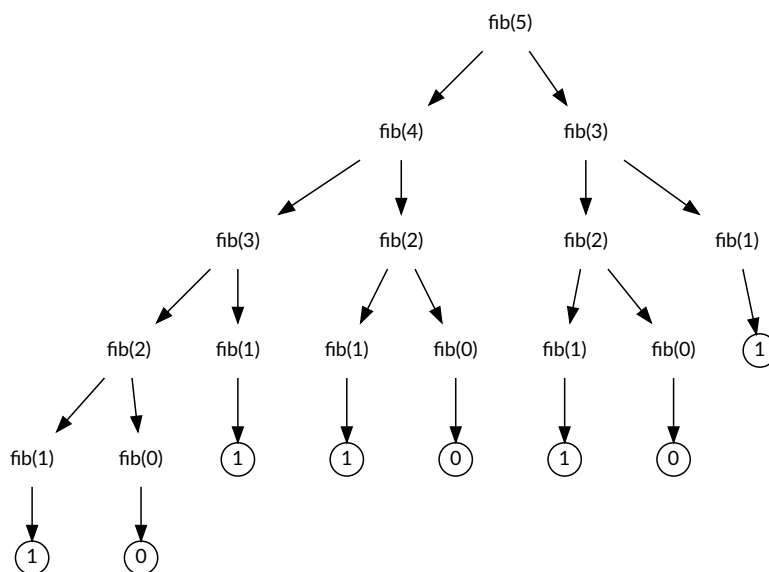 fib(5)
fib(4) fib(3)
fib(3) fib(2) fib(2) fib(1)
fib(2) fib(1) fib(1) fib(0) fib(1) fib(0) 1
fib(1) fib(0) 1 1 0 1 0
1 0